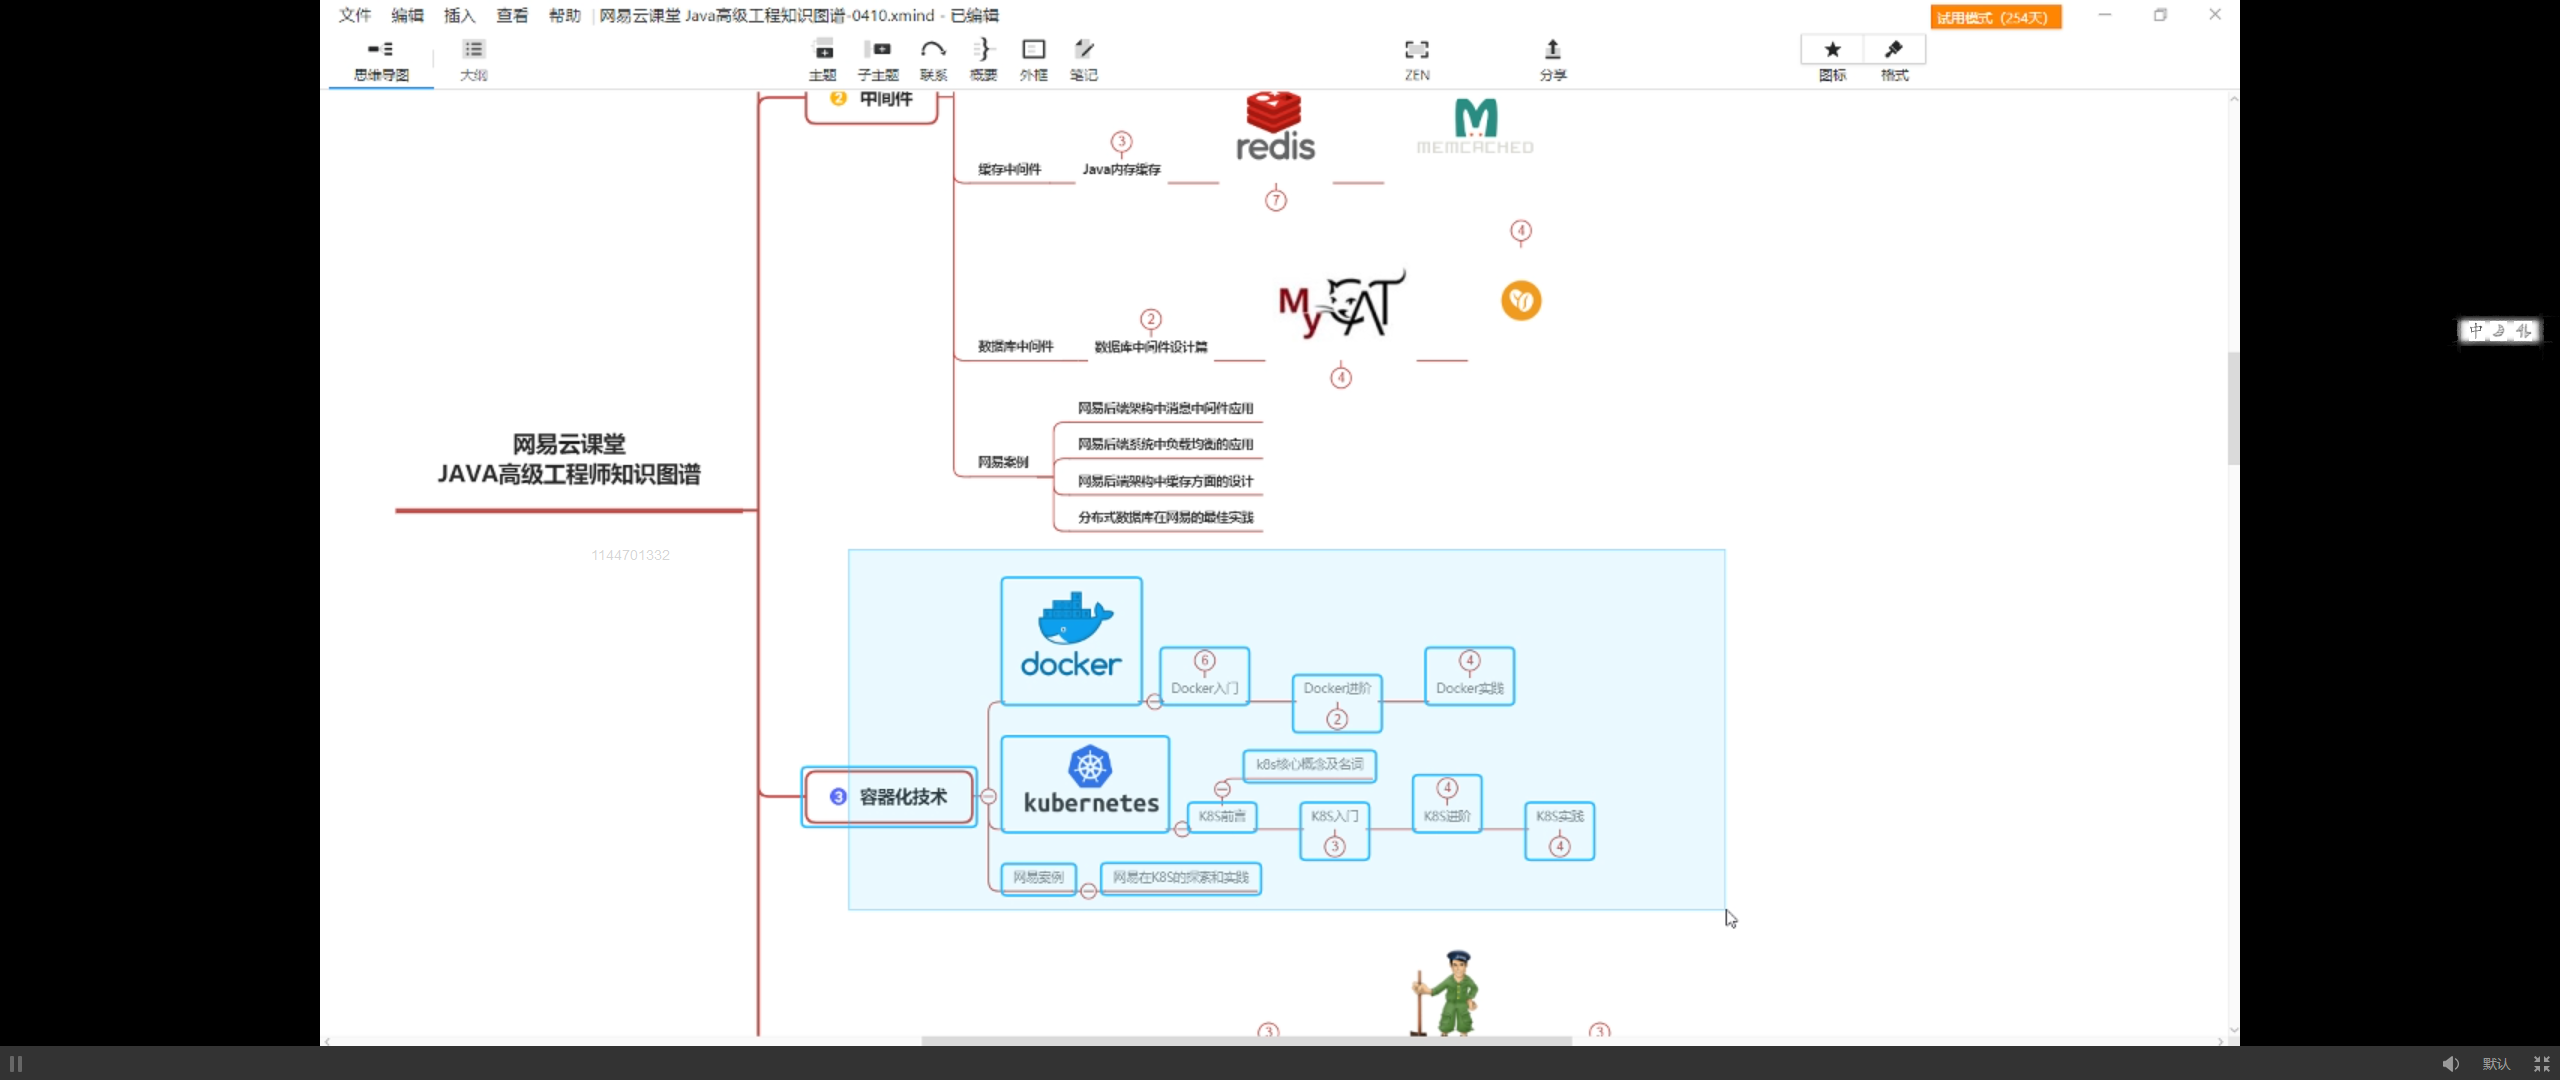 文件 编辑 插入 查看 帮助 网易云课堂 Java高级工程知识图谱-0410.xmind - 已编辑
试用模式（254天）
思维导图 大纲 主题 子主题 联系 概要 外框 笔记 ZEN 分享 图标 格式
2 中间件
redis
MEMCACHED
3
缓存中间件 Java内存缓存
7
4
MyCAT
2
数据库中间件 数据库中间件设计篇
4
网易后端架构中消息中间件应用
网易后端系统中负载均衡的应用
网易案例
网易后端架构中缓存方面的设计
分布式数据库在网易的最佳实践
网易云课堂
JAVA高级工程师知识图谱
1144701332
docker
6
Docker入门
Docker进阶
2
4
Docker实践
3 容器化技术
kubernetes
k8s核心概念及名词
K8S前言
K8S入门
3
4
K8S进阶
K8S实践
4
网易案例 网易在K8S的探索和实践
3
3
中
默认